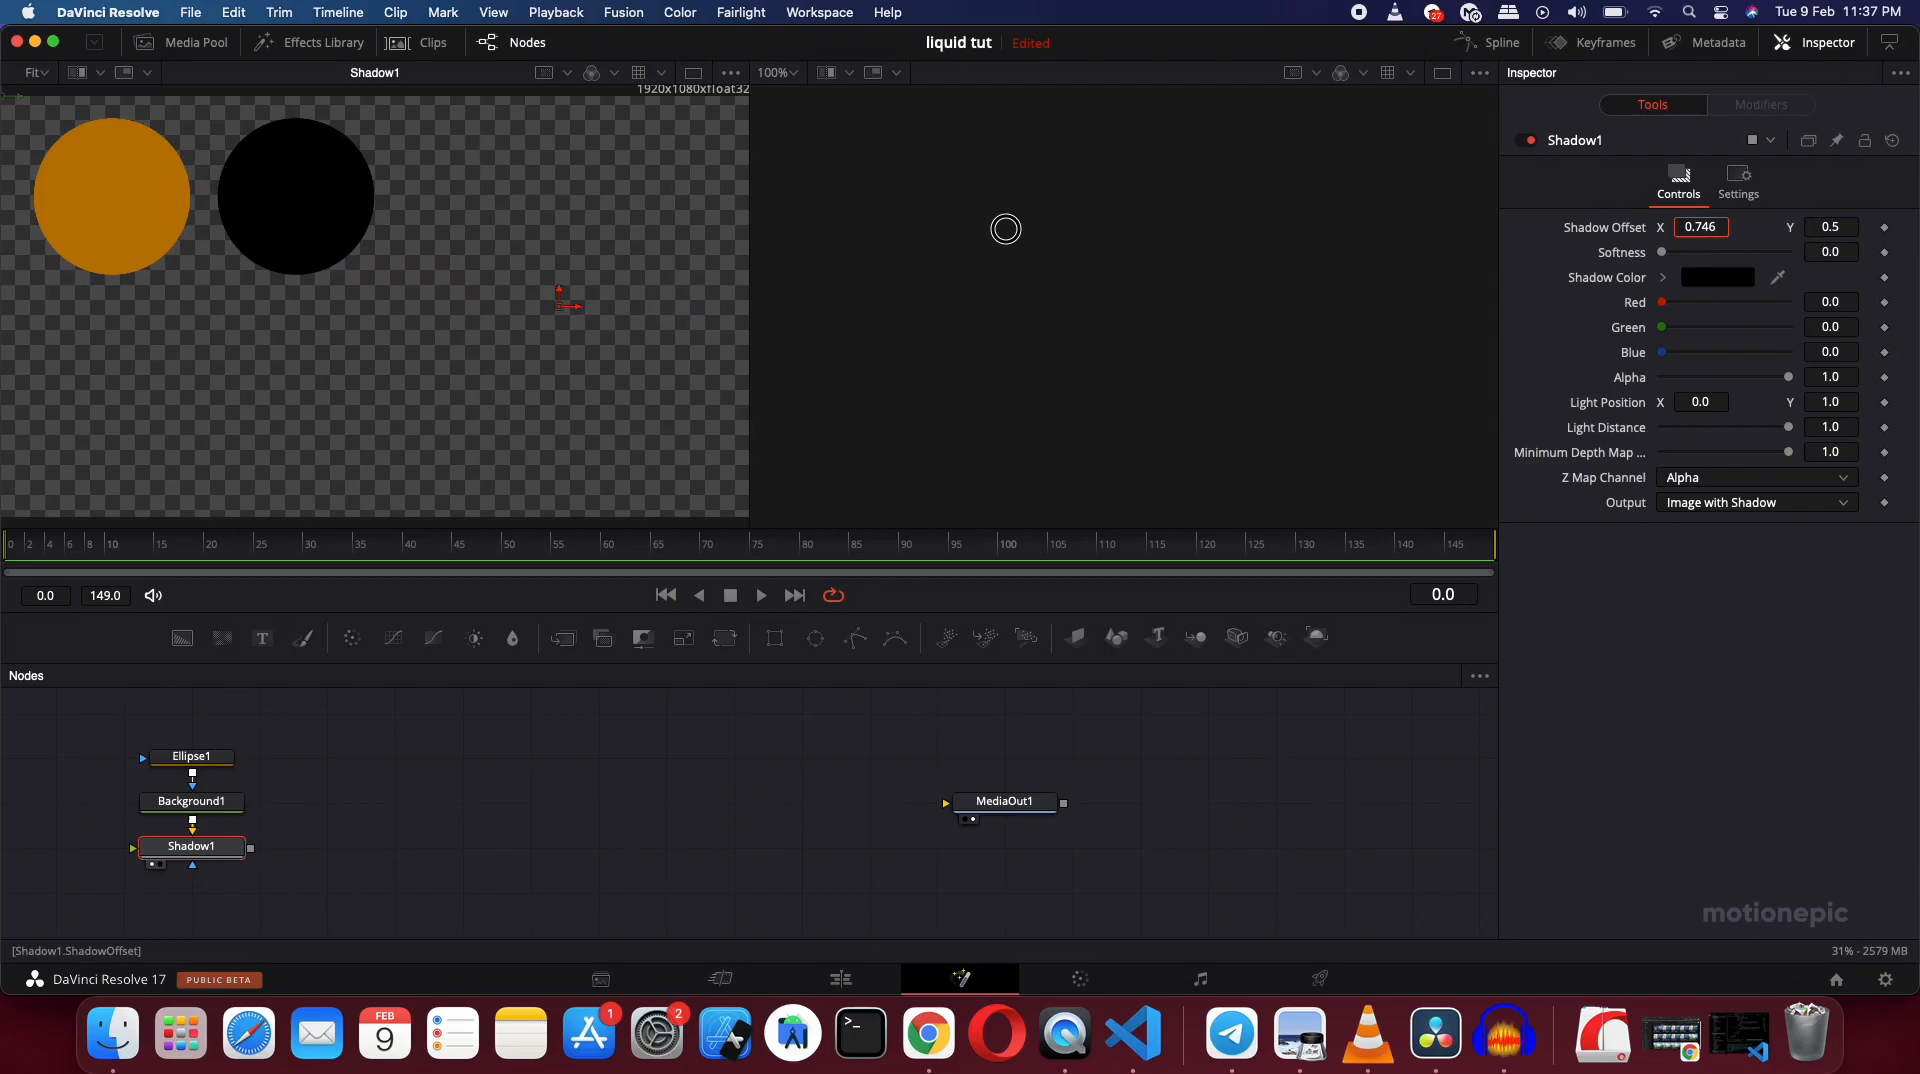 DaVinci Resolve File Edit Trim Timeline Clip Mark View Playback Fusion Color Fairlight Workspace Help 27 Tue 9 Feb 11:37 PM
Media Pool Effects Library Clips Nodes liquid tut Edited Spline Keyframes Metadata Inspector
Fit Shadow1 100% Inspector
1920x1080xfloat32
Tools Modifiers
Shadow1
Controls Settings
Shadow Offset X 0.746 Y 0.5
Softness 0.0
Shadow Color
Red 0.0
Green 0.0
Blue 0.0
Alpha 1.0
Light Position X 0.0 Y 1.0
Light Distance 1.0
Minimum Depth Map ... 1.0
Z Map Channel Alpha
Output Image with Shadow
0 2 4 6 8 10 15 20 25 30 35 40 45 50 55 60 65 70 75 80 85 90 95 100 105 110 115 120 125 130 135 140 145
0.0 149.0 0.0
T T
Nodes
Ellipse1
Background1 MediaOut1
Shadow1
motionepic
[Shadow1.ShadowOffset] 31% - 2579 MB
DaVinci Resolve 17 PUBLIC BETA
FEB 1 2
9